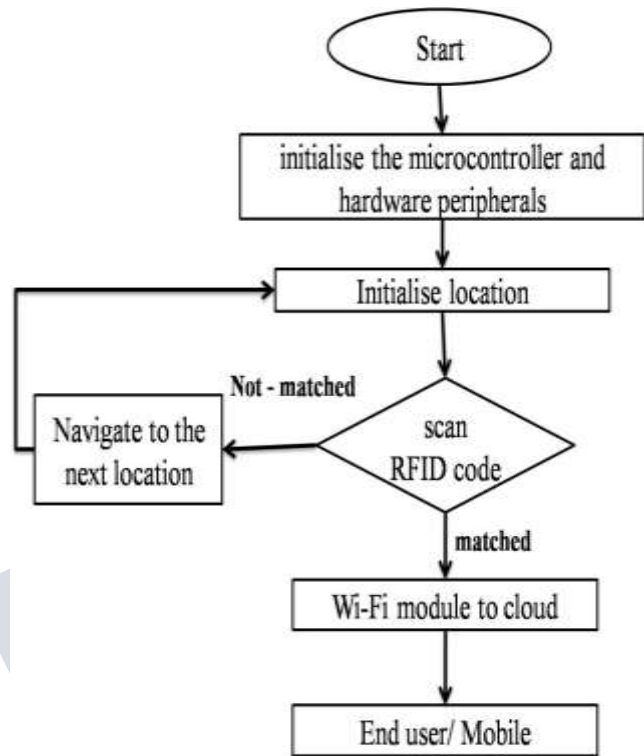 Start
initialise the microcontroller and
hardware peripherals
Initialise location
Not - matched
Navigate to the
next location
scan
RFID code
matched
Wi-Fi module to cloud
End user/ Mobile